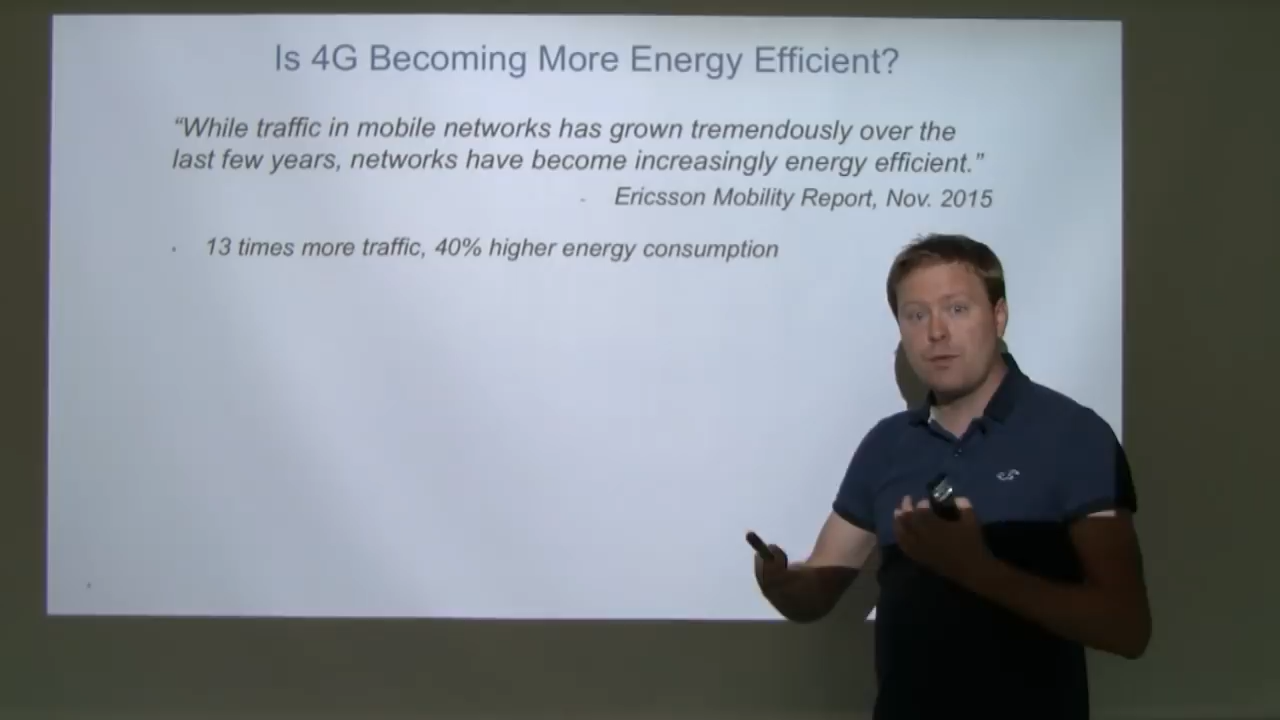 Is 4G Becoming More Energy Efficient?
“While traffic in mobile networks has grown tremendously over the
last few years, networks have become increasingly energy efficient.”
- Ericsson Mobility Report, Nov. 2015
· 13 times more traffic, 40% higher energy consumption